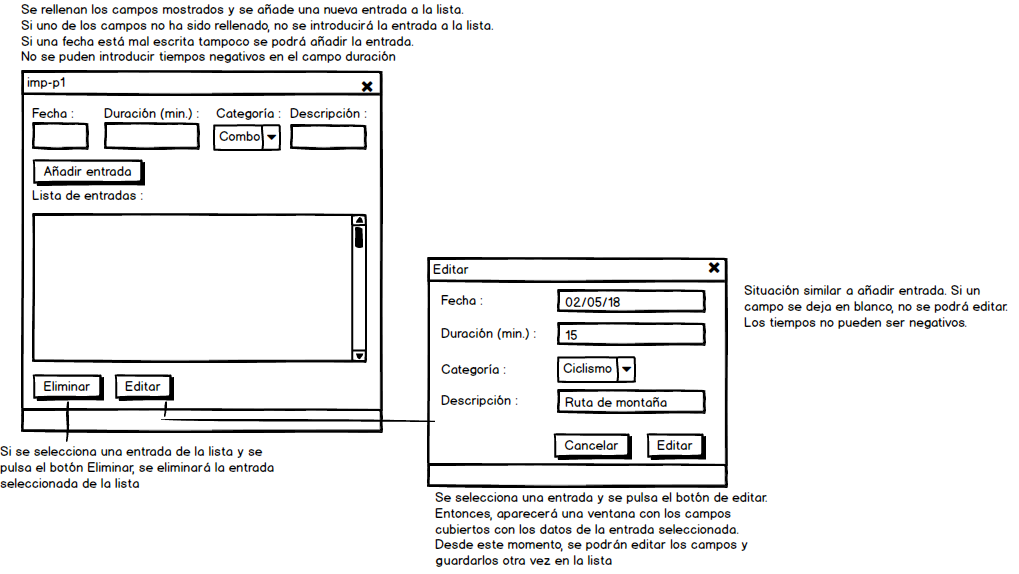 Se rellenan los campos mostrados y se añade una nueva entrada a la lista.
Si uno de los campos no ha sido rellenado, no se introducirá la entrada a la lista.
Si una fecha está mal escrita tampoco se podrá añadir la entrada.
No se puden introducir tiempos negativos en el campo duración
imp-p1
Fecha : Duración (min.) : Categoría : Descripción :
Combo
Añadir entrada
Lista de entradas :
Eliminar Editar
Si se selecciona una entrada de la lista y se
pulsa el botón Eliminar, se eliminará la entrada
seleccionada de la lista
Editar
Fecha : 02/05/18
Duración (min.) : 15
Categoría : Ciclismo
Descripción : Ruta de montaña
Cancelar Editar
Situación similar a añadir entrada. Si un
campo se deja en blanco, no se podrá editar.
Los tiempos no pueden ser negativos.
Se selecciona una entrada y se pulsa el botón de editar.
Entonces, aparecerá una ventana con los campos
cubiertos con los datos de la entrada seleccionada.
Desde este momento, se podrán editar los campos y
guardarlos otra vez en la lista